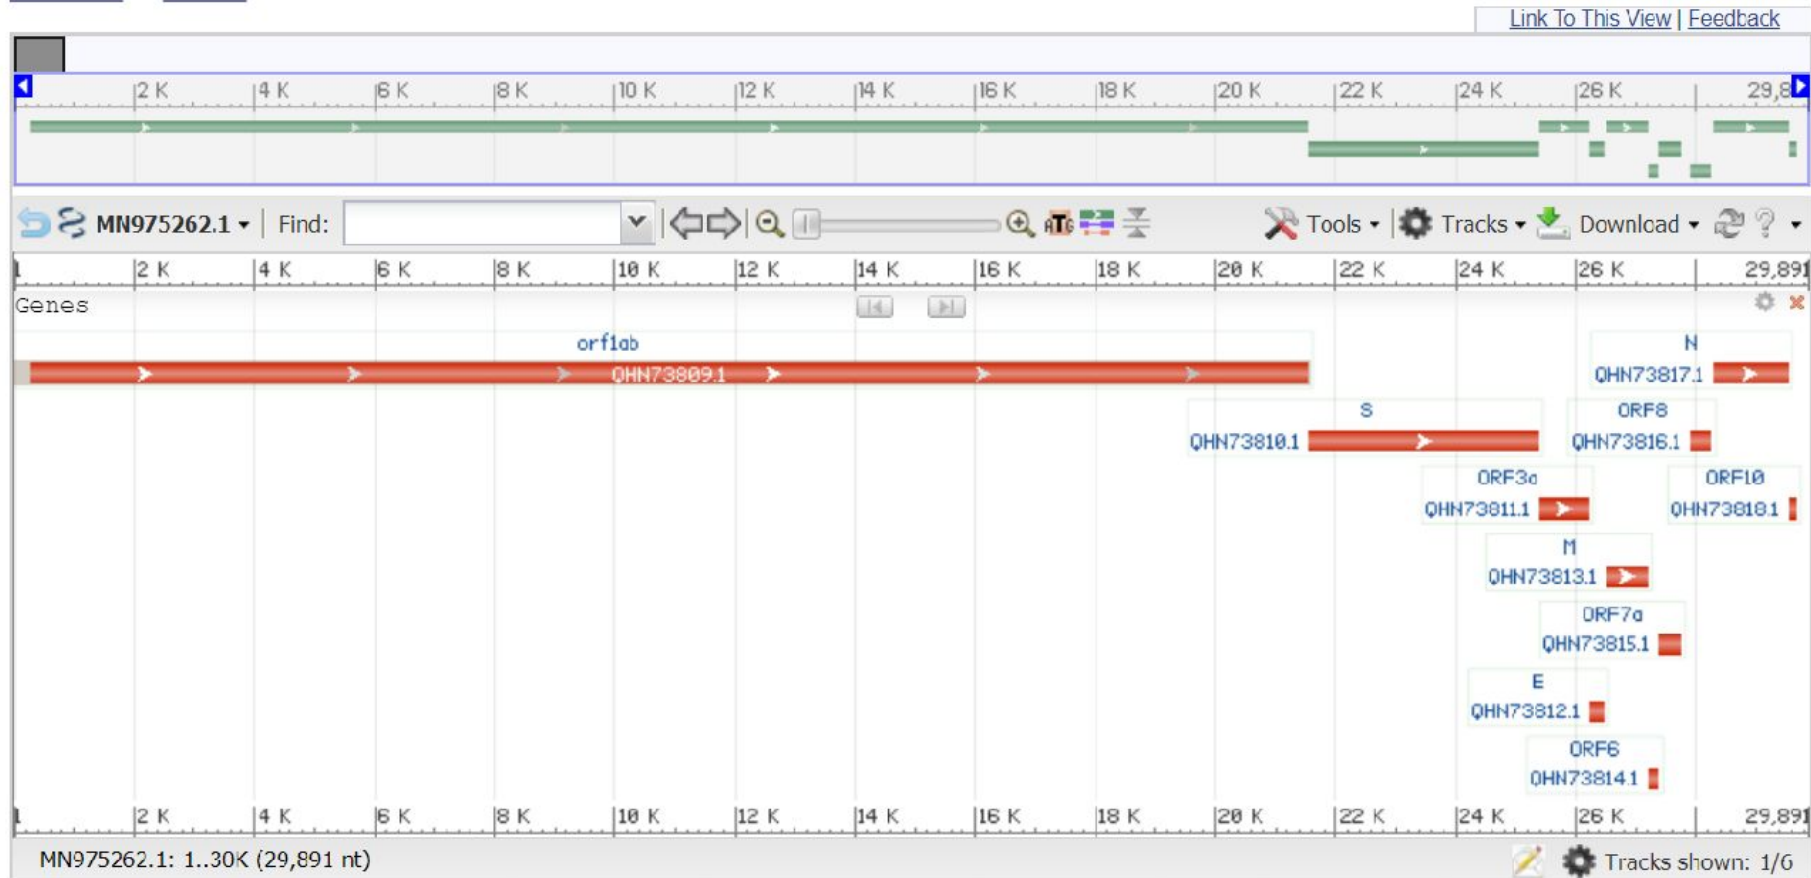 Link To This View | Feedback
2 K 4 K 6 K 8 K 10 K 12 K 14 K 16 K 18 K 20 K 22 K 24 K 26 K 29,8
MN975262.1 Find: ATG Tools Tracks Download ?
1 2 K 4 K 6 K 8 K 10 K 12 K 14 K 16 K 18 K 20 K 22 K 24 K 26 K 29,891
Genes
orf1ab N
QHN73809.1 QHN73817.1
S ORF8
QHN73810.1 QHN73816.1
ORF3a ORF10
QHN73811.1 QHN73818.1
M
QHN73813.1
ORF7a
QHN73815.1
E
QHN73812.1
ORF6
QHN73814.1
1 2 K 4 K 6 K 8 K 10 K 12 K 14 K 16 K 18 K 20 K 22 K 24 K 26 K 29,891
MN975262.1: 1..30K (29,891 nt) Tracks shown: 1/6